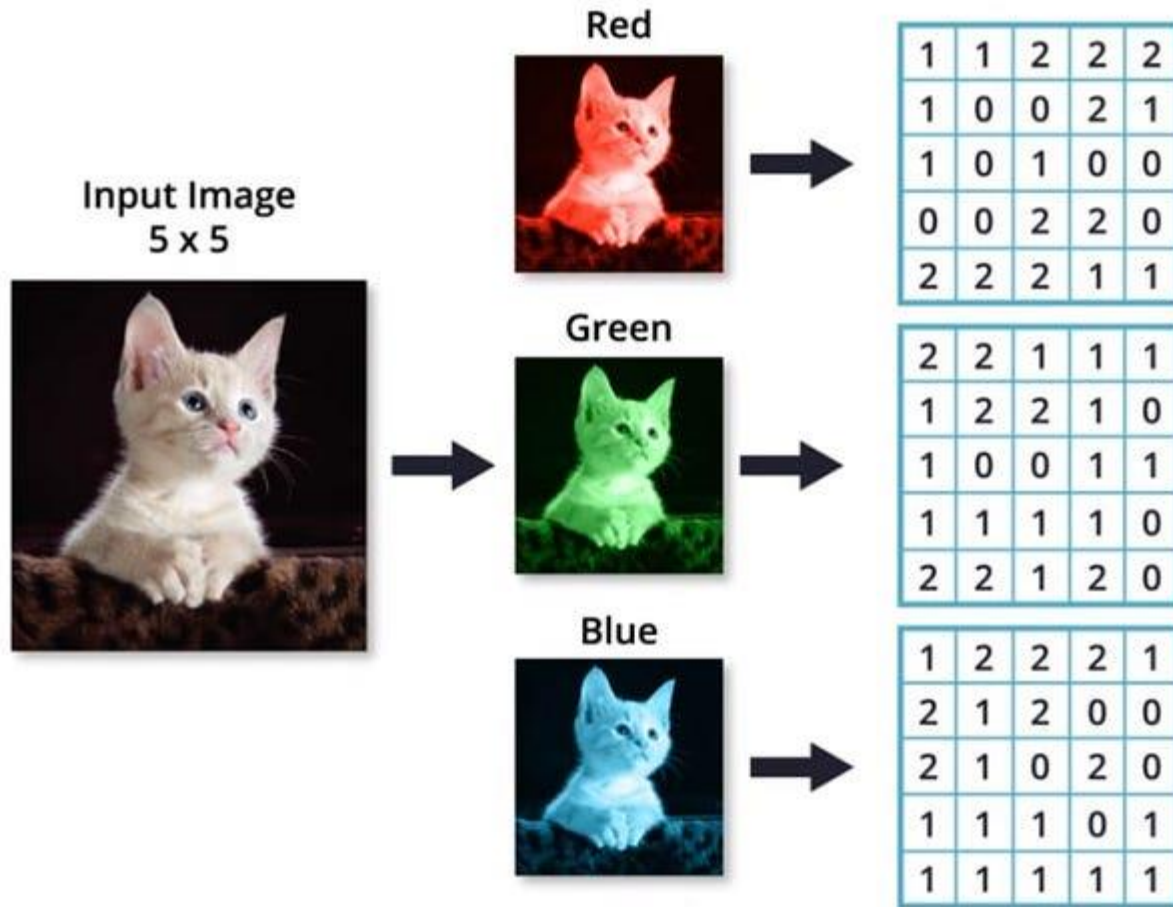 Input Image
5 x 5
Red
1 1 2 2 2
1 0 0 2 1
1 0 1 0 0
0 0 2 2 0
2 2 2 1 1
Green
2 2 1 1 1
1 2 2 1 0
1 0 0 1 1
1 1 1 1 0
2 2 1 2 0
Blue
1 2 2 2 1
2 1 2 0 0
2 1 0 2 0
1 1 1 0 1
1 1 1 1 1